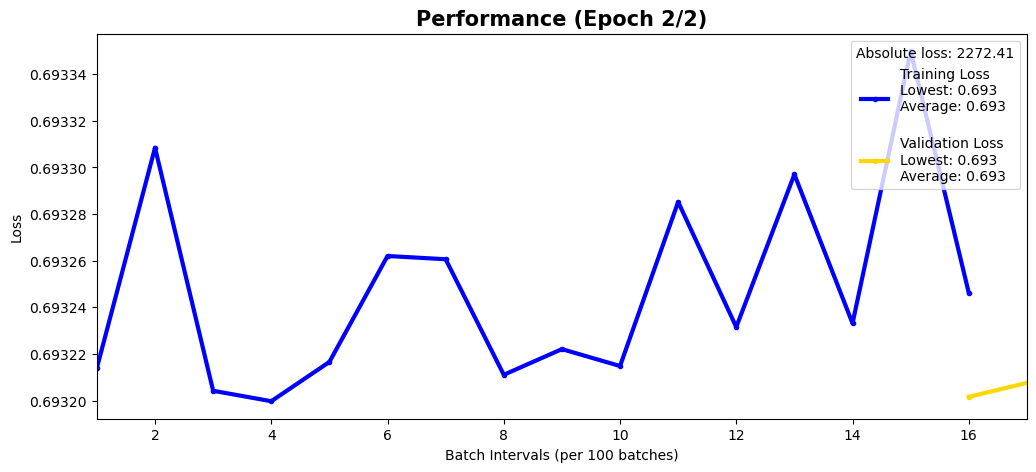 Performance (Epoch 2/2)
Absolute loss: 2272.41
Training Loss
Lowest: 0.693
Average: 0.693
Validation Loss
Lowest: 0.693
Average: 0.693
Loss
0.69334
0.69332
0.69330
0.69328
0.69326
0.69324
0.69322
0.69320
2 4 6 8 10 12 14 16
Batch Intervals (per 100 batches)